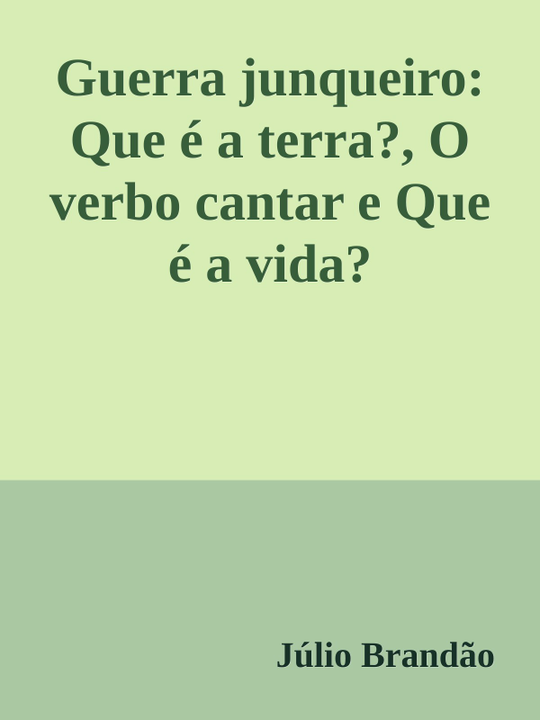 Guerra junqueiro:
Que é a terra?, O
verbo cantar e Que
é a vida?
Júlio Brandão